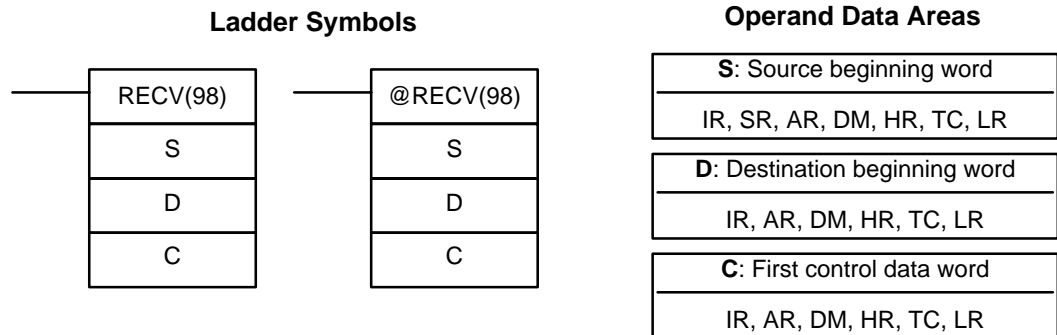 Ladder Symbols
RECV(98)
S
D
C
@RECV(98)
S
D
C
Operand Data Areas
S: Source beginning word
IR, SR, AR, DM, HR, TC, LR
D: Destination beginning word
IR, AR, DM, HR, TC, LR
C: First control data word
IR, AR, DM, HR, TC, LR